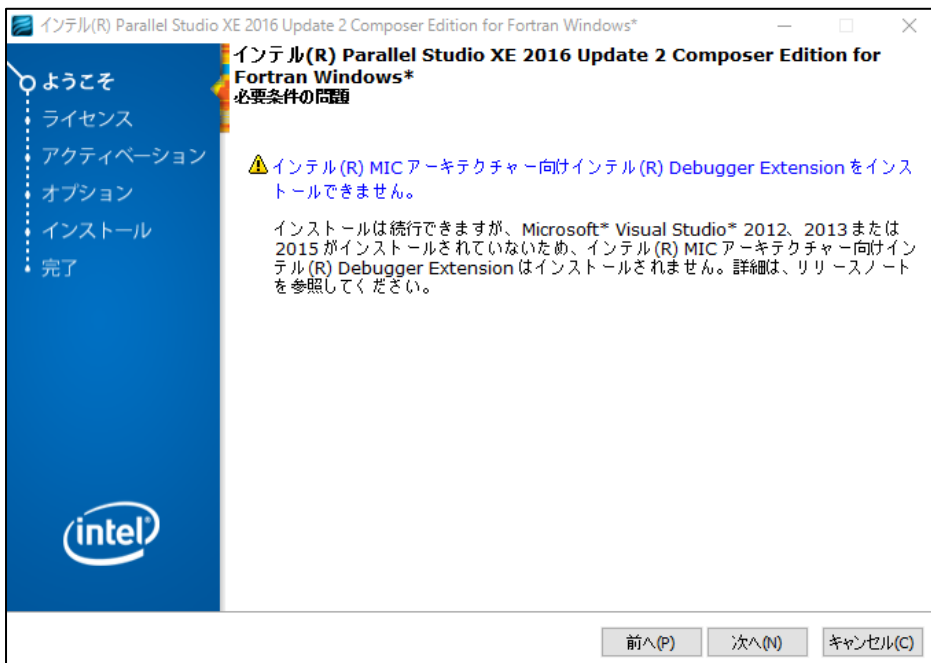 インテル(R) Parallel Studio XE 2016 Update 2 Composer Edition for Fortran Windows*
ようこそ
ライセンス
アクティベーション
オプション
インストール
完了
intel
インテル(R) Parallel Studio XE 2016 Update 2 Composer Edition for
Fortran Windows*
必要条件の問題
インテル(R) MIC アーキテクチャー向けインテル(R) Debugger Extension をインス
トールできません。
インストールは続行できますが、Microsoft* Visual Studio* 2012、2013 または
2015 がインストールされていないため、インテル(R) MIC アーキテクチャー向けイン
テル(R) Debugger Extension はインストールされません。詳細は、リリースノート
を参照してください。
前へ(P)
次へ(N)
キャンセル(C)